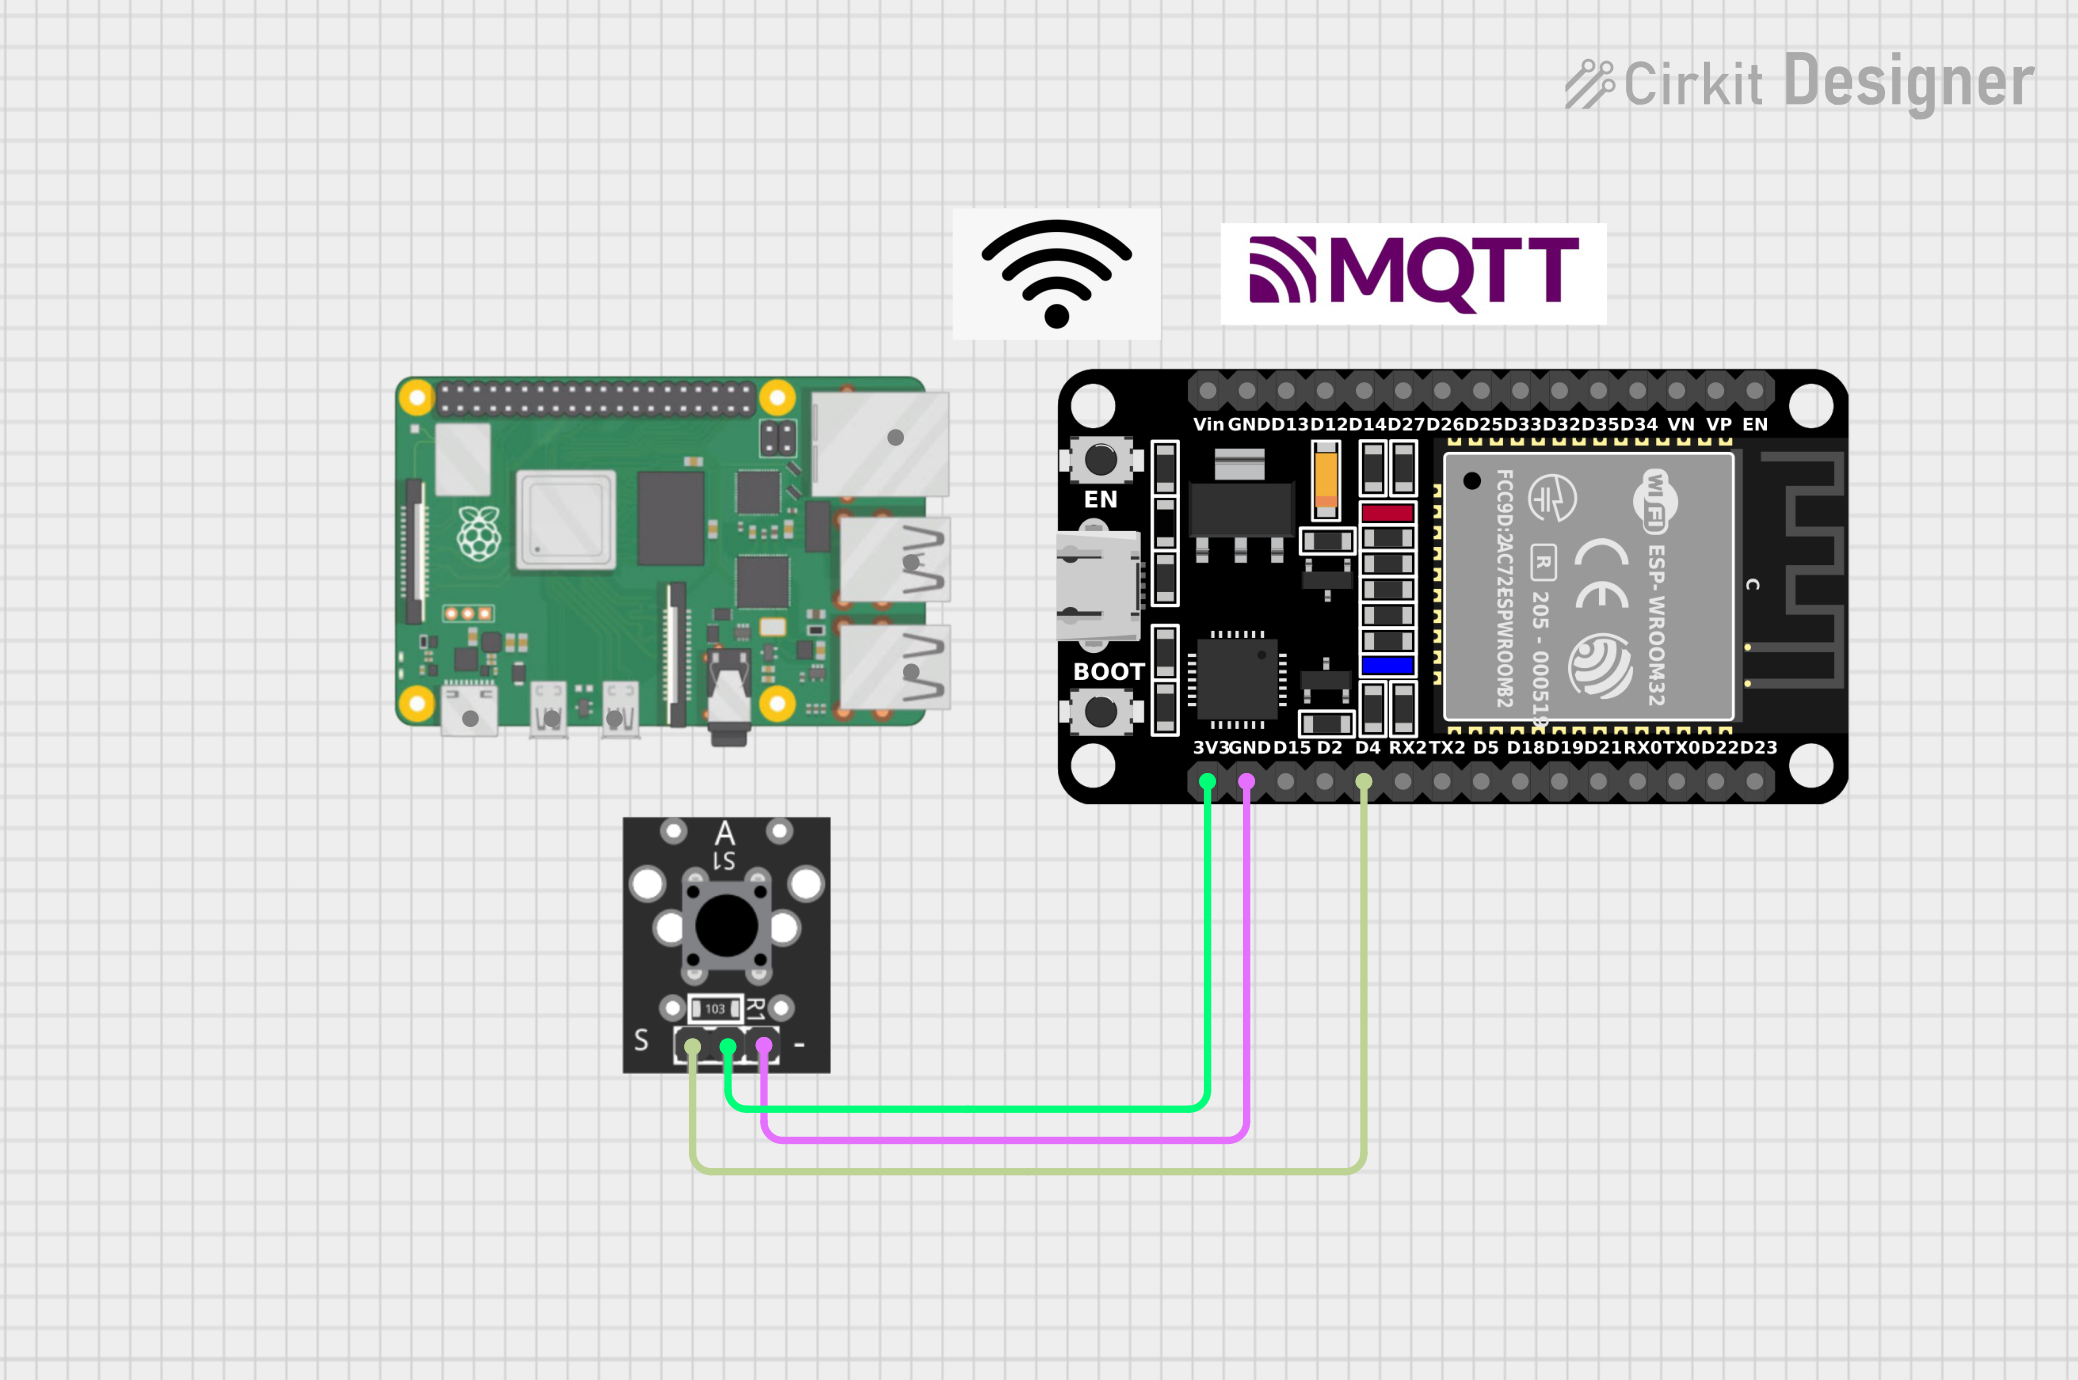 Cirkit Designer
MQTT
Vin GND D13 D12 D14 D27 D26 D25 D33 D32 D35 D34 VN VP EN
EN
BOOT
FCC9D:2AC72ESPWROOMB2
R
205 - 000519
WiFi
ESP- WROOM32
CE
C
3V3 GND D15 D2 D4 RX2 TX2 D5 D18 D19 D21 RX0 TX0 D22 D23
A
S1
103
R1
S
-